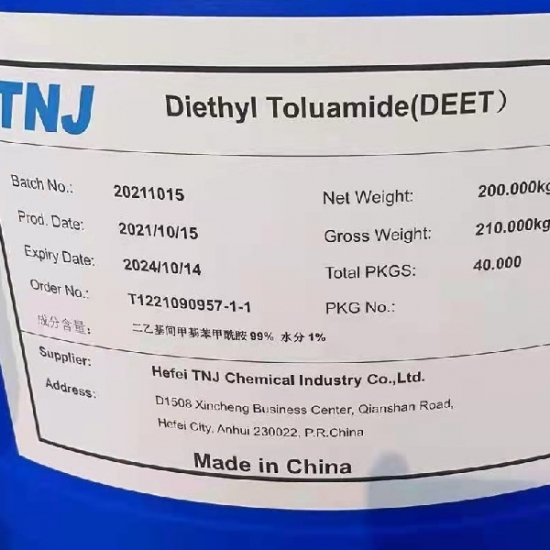 TNJ
Diethyl Toluamide(DEET）
Batch No.: 20211015 Net Weight: 200.000kg
Prod. Date: 2021/10/15 Gross Weight: 210.000kg
Expiry Date: 2024/10/14 Total PKGS: 40.000
Order No.: T1221090957-1-1 PKG No.:
成分含量： 二乙基间甲基苯甲酰胺 99% 水分 1%
Supplier: Hefei TNJ Chemical Industry Co.,Ltd.
Address: D1508 Xincheng Business Center, Qianshan Road,
Hefei City, Anhui 230022, P.R.China
Made in China